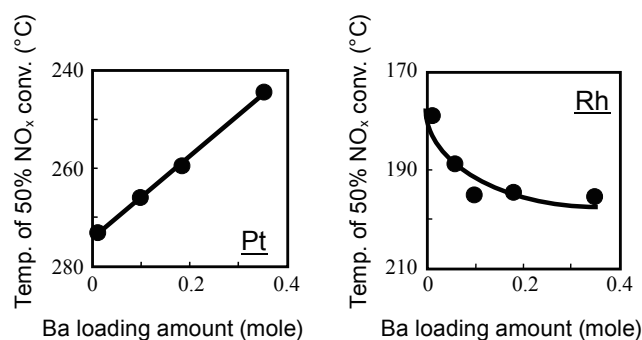 Temp. of 50% NOx conv. (°C)
240
260
280
Pt
0
0.2
0.4
Ba loading amount (mole)
Temp. of 50% NOx conv. (°C)
170
190
210
Rh
0
0.2
0.4
Ba loading amount (mole)